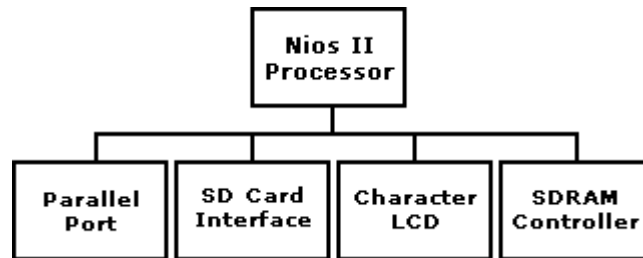 Nios II
Processor
Parallel
Port
SD Card
Interface
Character
LCD
SDRAM
Controller